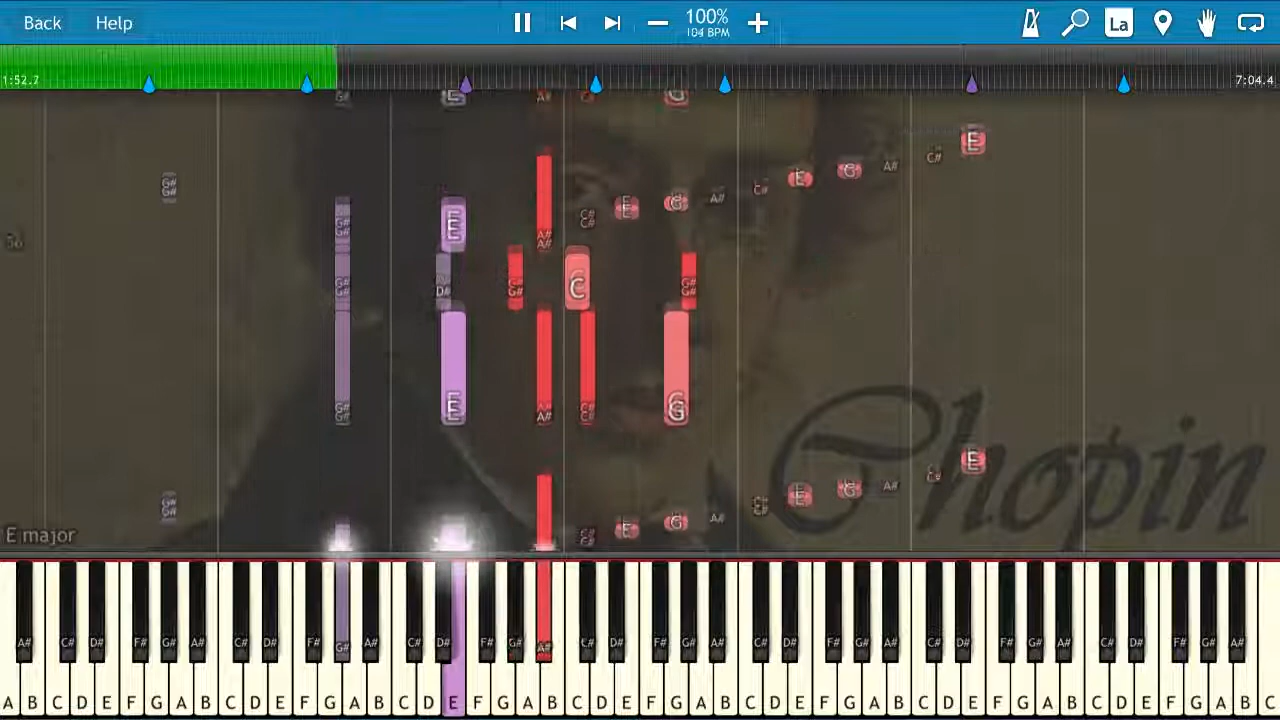 Back Help 100% La
104 BPM
1:52.7 7:04.4
G# E A# C# G
E
C#
G# G A#
G# E C#
G# G# E E G A# C#
G# E C#
A#
A#
G# G# C G#
G# D# G# G#
G# E G
G# A# C#
E
C#
G# E A#
G# C# G
E G A#
C#
E major
A# C# D# F# G# A# C# D# F# G# A# C# D# F# G# A# C# D# F# G# A# C# D# F# G# A# C# D# F# G# A# C# D# F# G# A#
A B C D E F G A B C D E F G A B C D E F G A B C D E F G A B C D E F G A B C D E F G A B C D E F G A B C
Chopin